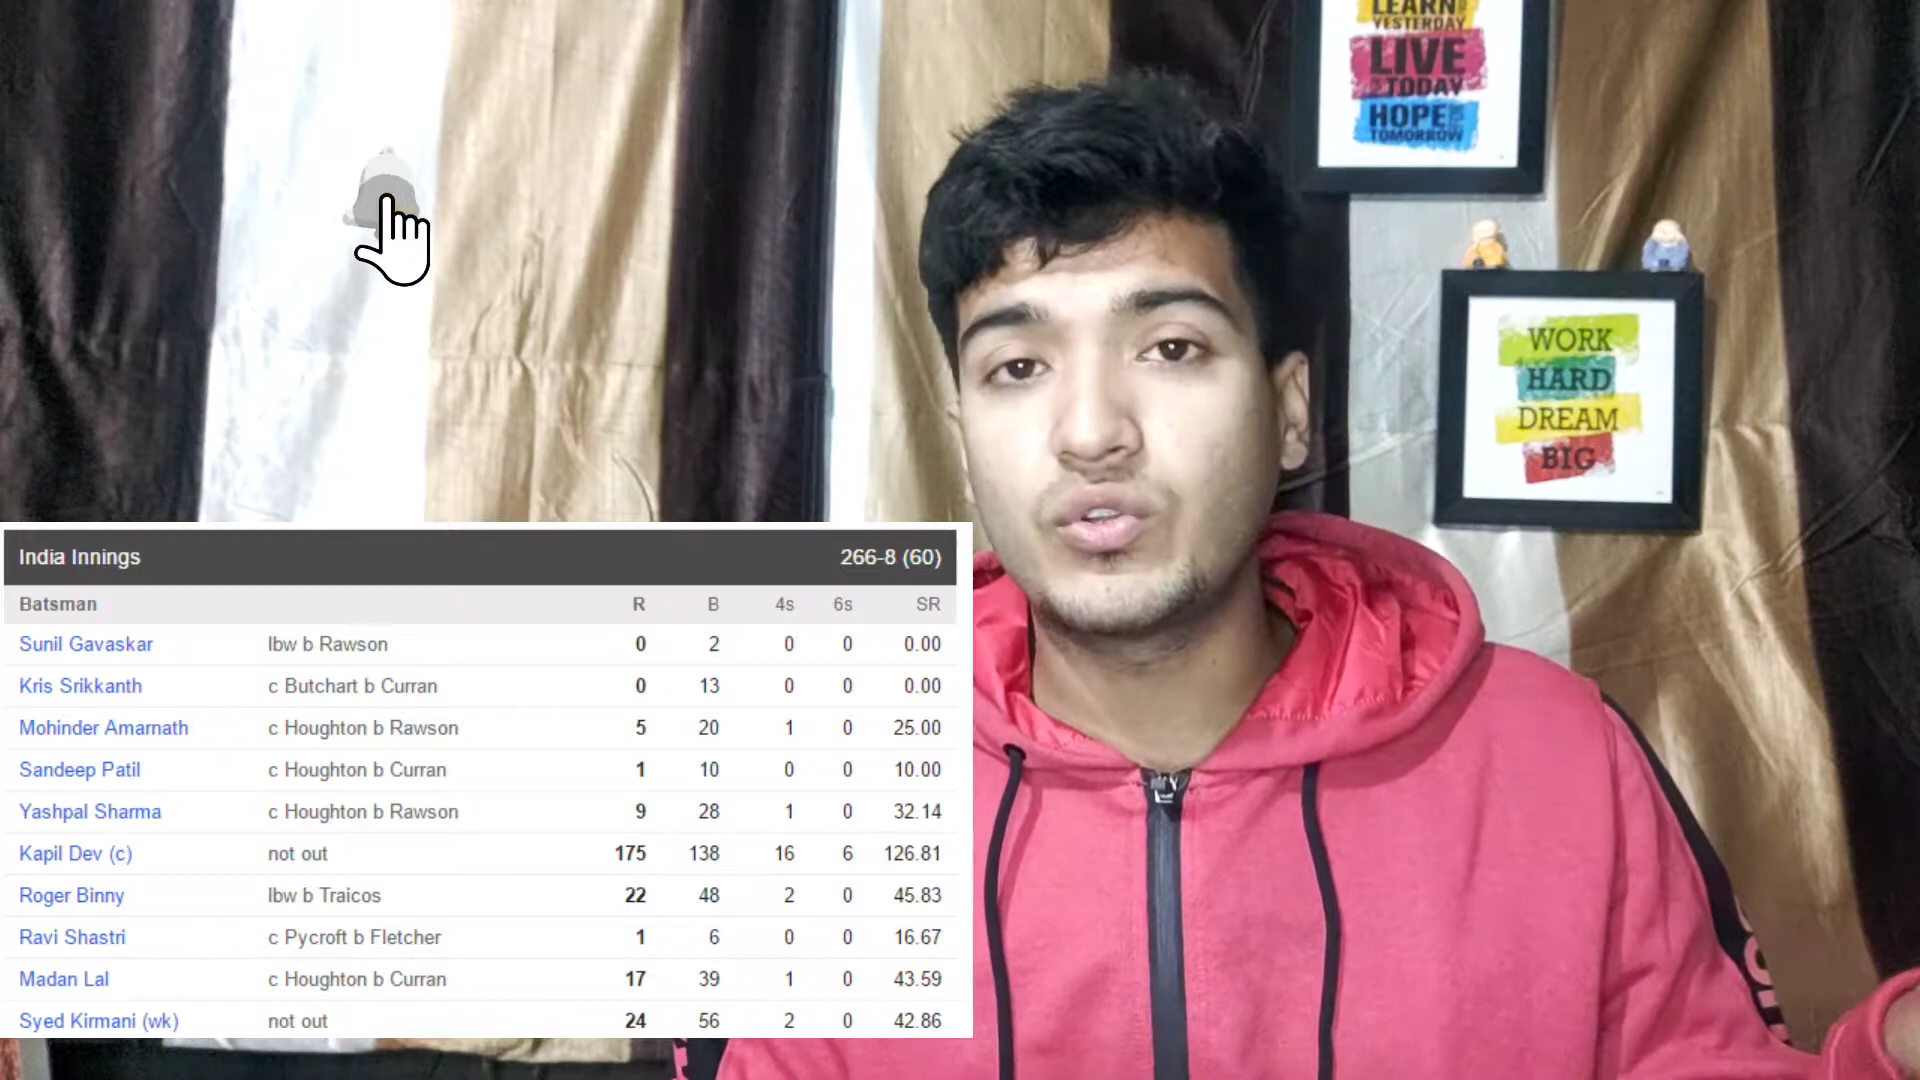 LEARN
YESTERDAY
LIVE
TODAY
HOPE
TOMORROW
WORK
HARD
DREAM
BIG
India Innings 266-8 (60)
Batsman R B 4s 6s SR
Sunil Gavaskar lbw b Rawson 0 2 0 0 0.00
Kris Srikkanth c Butchart b Curran 0 13 0 0 0.00
Mohinder Amarnath c Houghton b Rawson 5 20 1 0 25.00
Sandeep Patil c Houghton b Curran 1 10 0 0 10.00
Yashpal Sharma c Houghton b Rawson 9 28 1 0 32.14
Kapil Dev (c) not out 175 138 16 6 126.81
Roger Binny lbw b Traicos 22 48 2 0 45.83
Ravi Shastri c Pycroft b Fletcher 1 6 0 0 16.67
Madan Lal c Houghton b Curran 17 39 1 0 43.59
Syed Kirmani (wk) not out 24 56 2 0 42.86